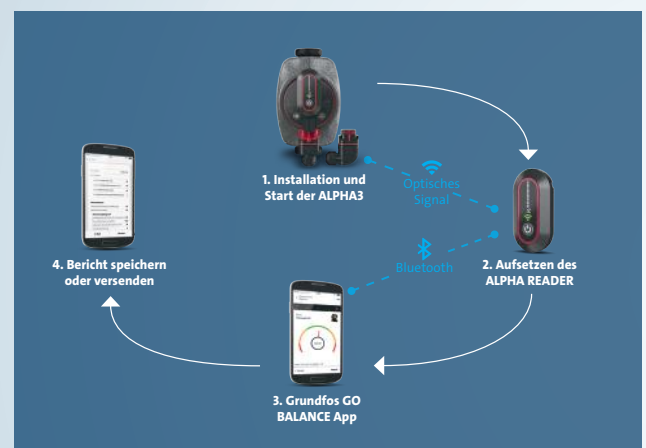 1. Installation und
Start der ALPHA3
Optisches
Signal
2. Aufsetzen des
ALPHA READER
Bluetooth
3. Grundfos GO
BALANCE App
4. Bericht speichern
oder versenden